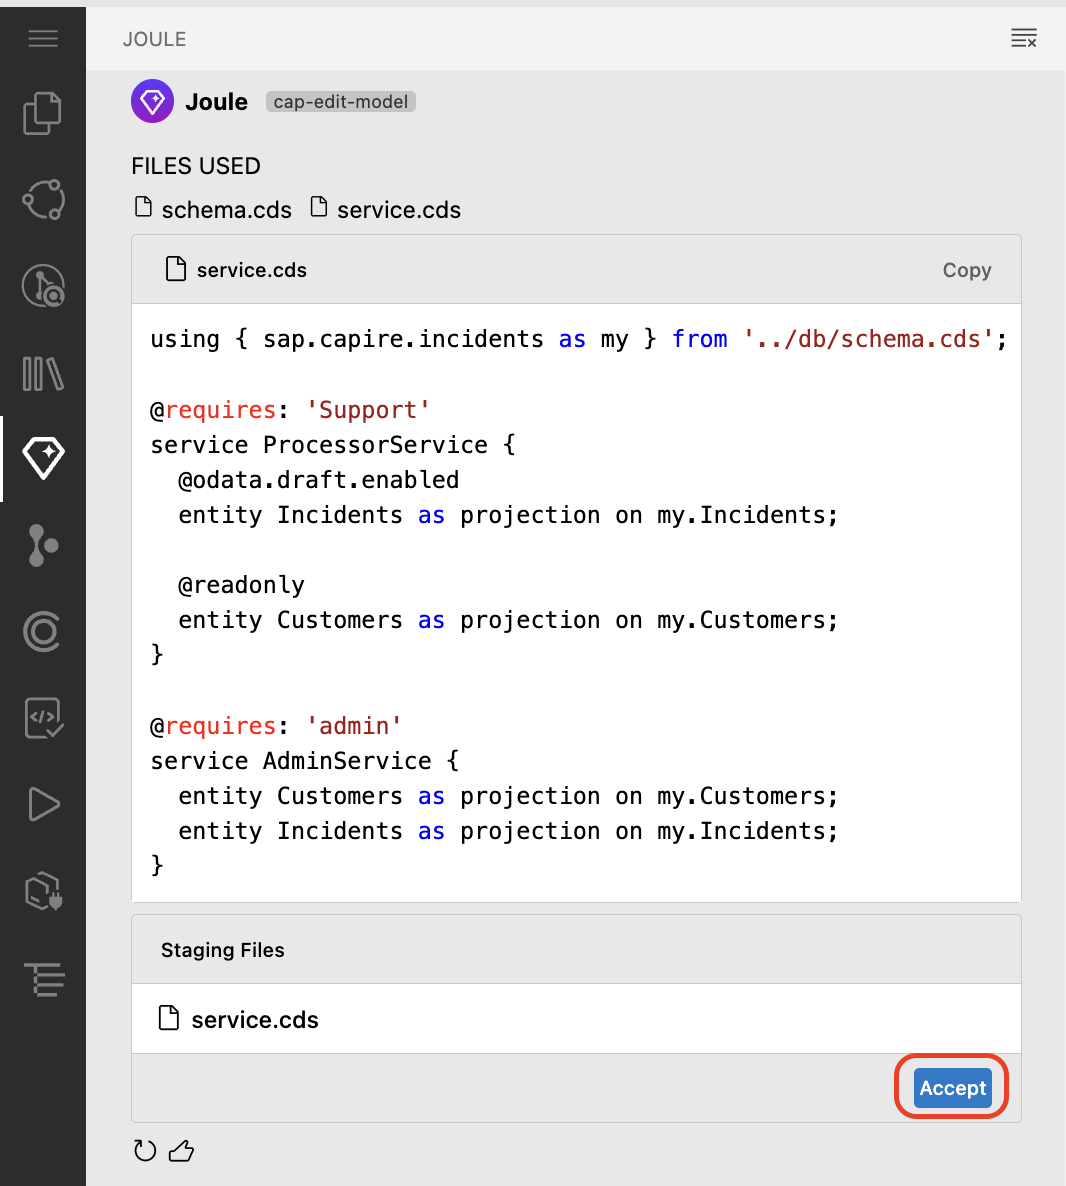 JOULE
Joule cap-edit-model
FILES USED
schema.cds service.cds
service.cds Copy
using { sap.capire.incidents as my } from '../db/schema.cds';
@requires: 'Support'
service ProcessorService {
  @odata.draft.enabled
  entity Incidents as projection on my.Incidents;
  @readonly
  entity Customers as projection on my.Customers;
}
@requires: 'admin'
service AdminService {
  entity Customers as projection on my.Customers;
  entity Incidents as projection on my.Incidents;
}
Staging Files
service.cds
Accept